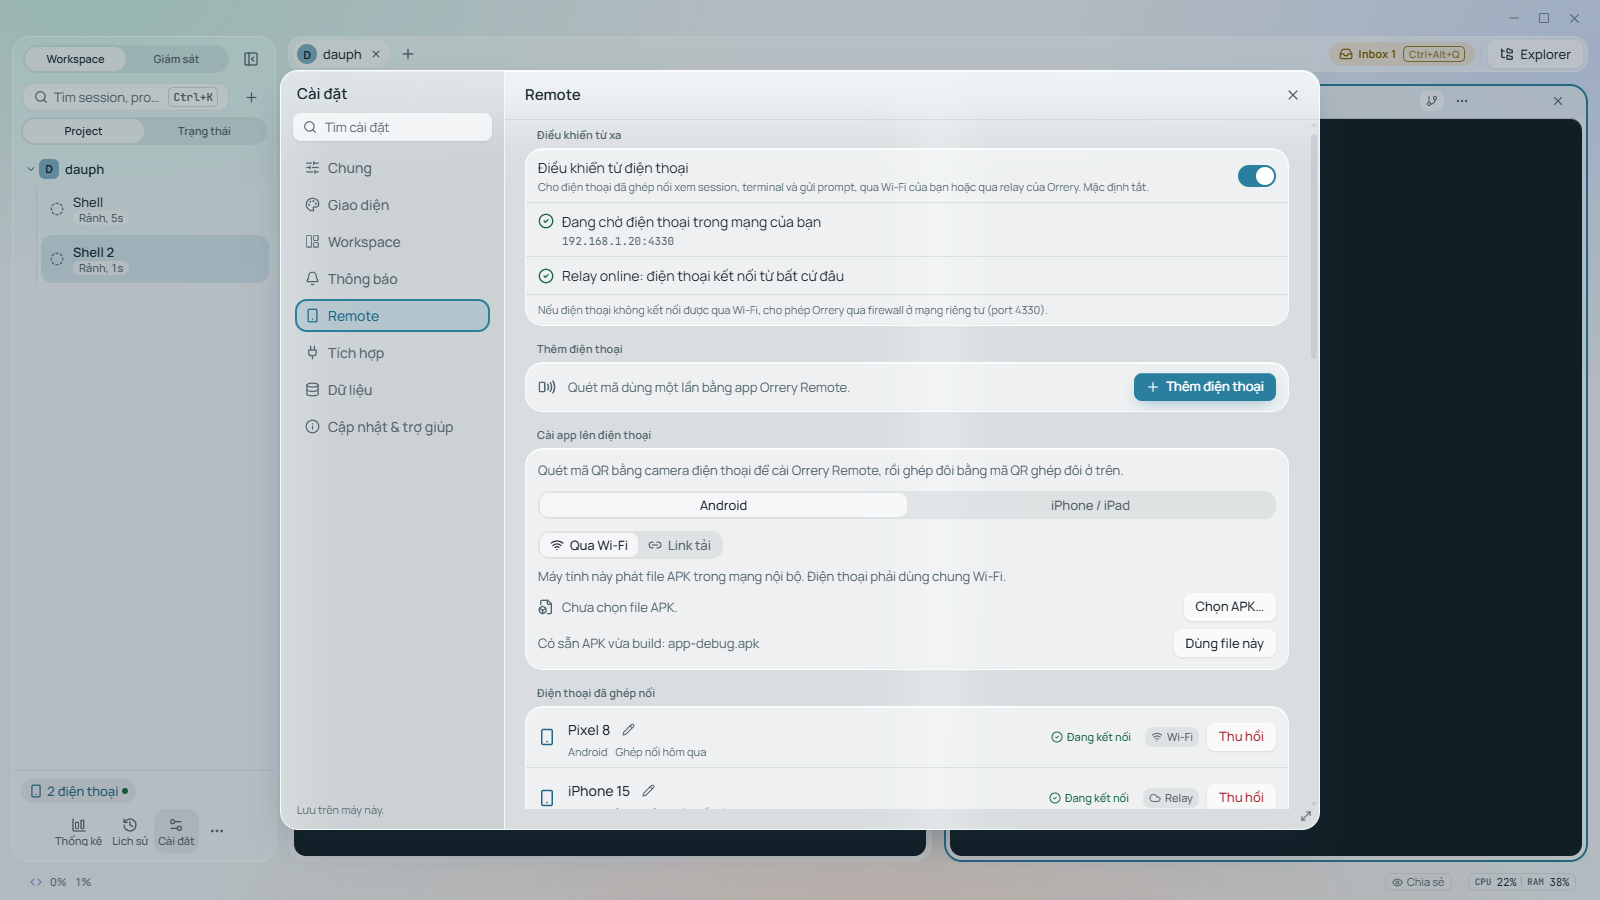 Workspace
Giám sát
Tìm session, pro...
Ctrl+K
Project
Trạng thái
D
dauph
Shell
Rảnh, 5s
Shell 2
Rảnh, 1s
2 điện thoại
Thống kê
Lịch sử
Cài đặt
0%
1%
D
dauph
Inbox 1
Ctrl+Alt+Q
Explorer
Cài đặt
Tìm cài đặt
Chung
Giao diện
Workspace
Thông báo
Remote
Tích hợp
Dữ liệu
Cập nhật & trợ giúp
Lưu trên máy này.
Remote
Điều khiển từ xa
Điều khiển từ điện thoại
Cho điện thoại đã ghép nối xem session, terminal và gửi prompt, qua Wi-Fi của bạn hoặc qua relay của Orrery. Mặc định tắt.
Đang chờ điện thoại trong mạng của bạn
192.168.1.20:4330
Relay online: điện thoại kết nối từ bất cứ đâu
Nếu điện thoại không kết nối được qua Wi-Fi, cho phép Orrery qua firewall ở mạng riêng tư (port 4330).
Thêm điện thoại
Quét mã dùng một lần bằng app Orrery Remote.
Thêm điện thoại
Cài app lên điện thoại
Quét mã QR bằng camera điện thoại để cài Orrery Remote, rồi ghép đôi bằng mã QR ghép đôi ở trên.
Android
iPhone / iPad
Qua Wi-Fi
Link tải
Máy tính này phát file APK trong mạng nội bộ. Điện thoại phải dùng chung Wi-Fi.
Chưa chọn file APK.
Chọn APK...
Có sẵn APK vừa build: app-debug.apk
Dùng file này
Điện thoại đã ghép nối
Pixel 8
Android Ghép nối hôm qua
Đang kết nối
Wi-Fi
Thu hồi
iPhone 15
Đang kết nối
Relay
Thu hồi
Chia sẻ
CPU 22%
RAM 38%